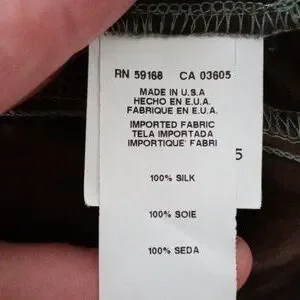 RN 59168 CA 03605
MADE IN U.S.A
HECHO EN E.U.A.
FABRIQUE EN E.U.A.
IMPORTED FABRIC
TELA IMPORTADA
IMPORTIQUE FABRI
5
100% SILK
100% SOIE
100% SEDA